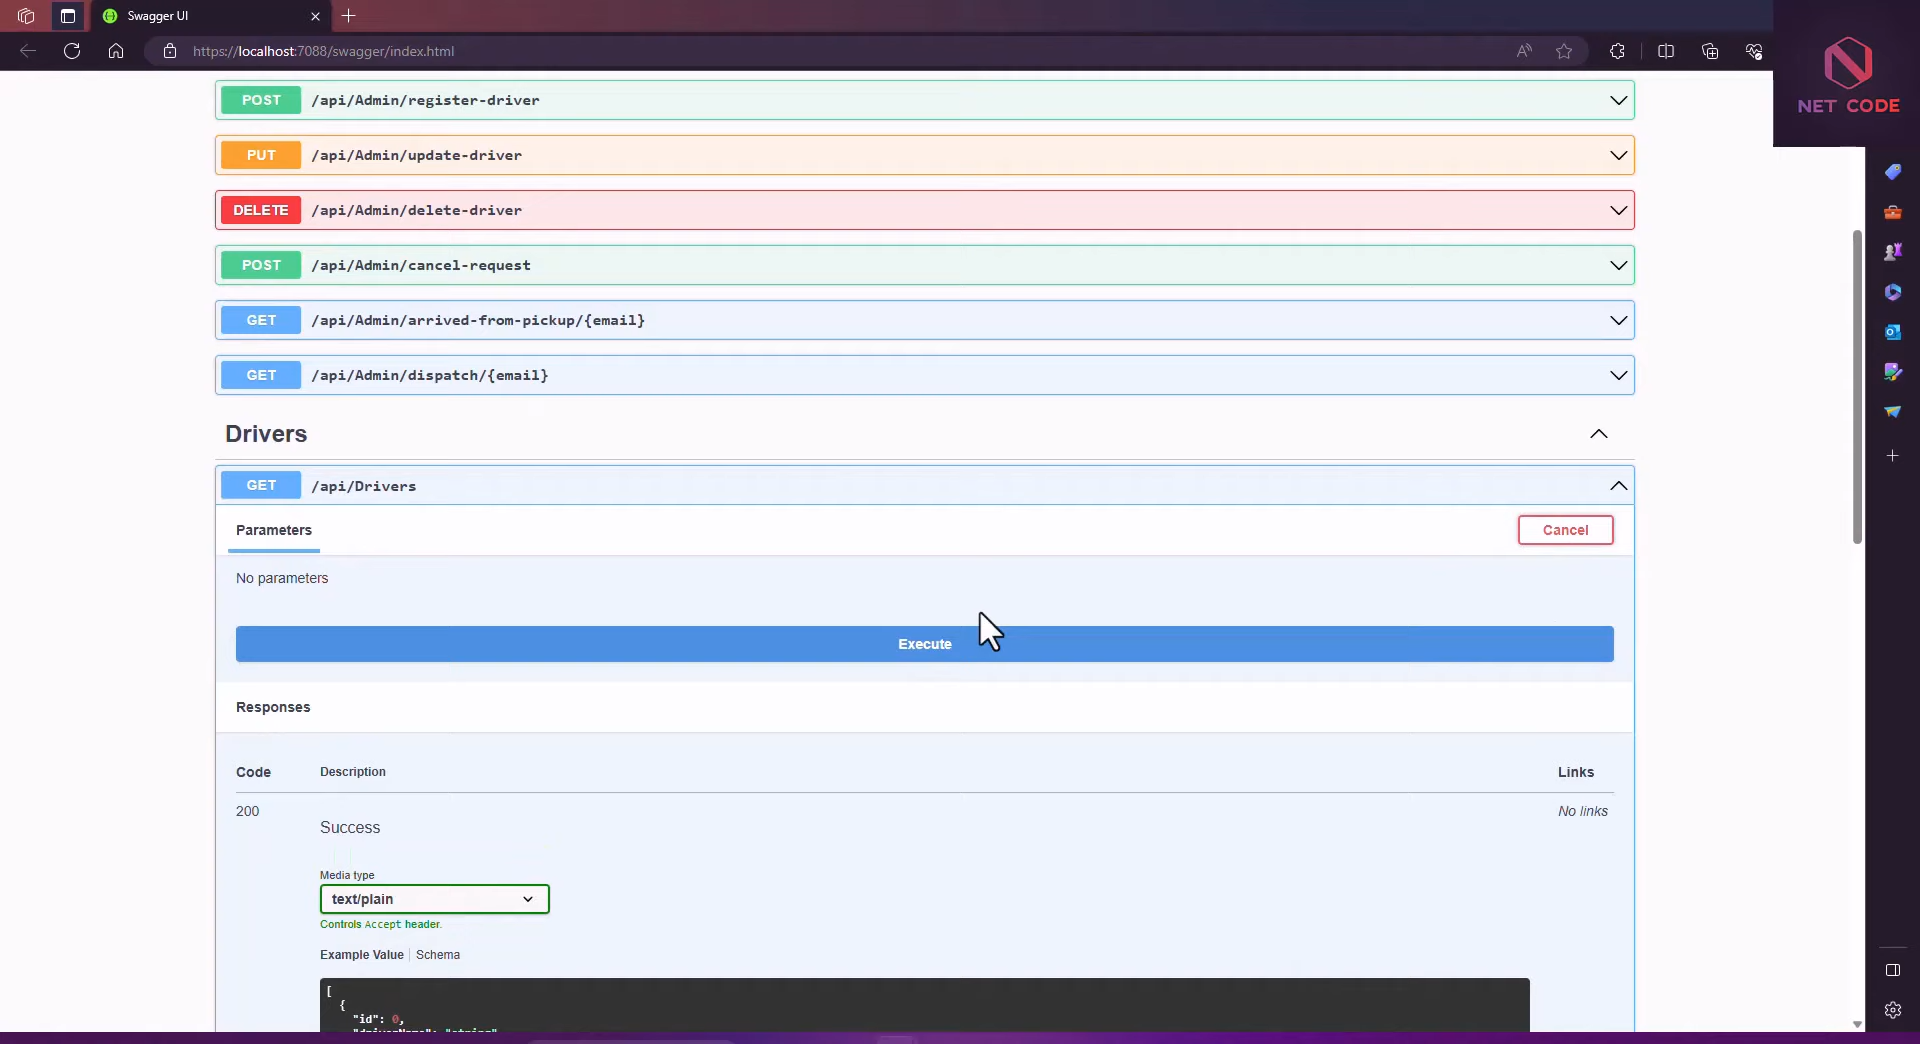 Swagger UI
https://localhost:7088/swagger/index.html
NET CODE
POST /api/Admin/register-driver
PUT /api/Admin/update-driver
DELETE /api/Admin/delete-driver
POST /api/Admin/cancel-request
GET /api/Admin/arrived-from-pickup/{email}
GET /api/Admin/dispatch/{email}
Drivers
GET /api/Drivers
Parameters
Cancel
No parameters
Execute
Responses
Code Description Links
200 No links
Success
Media type
text/plain
Controls Accept header.
Example Value Schema
[
{
"id": 0,